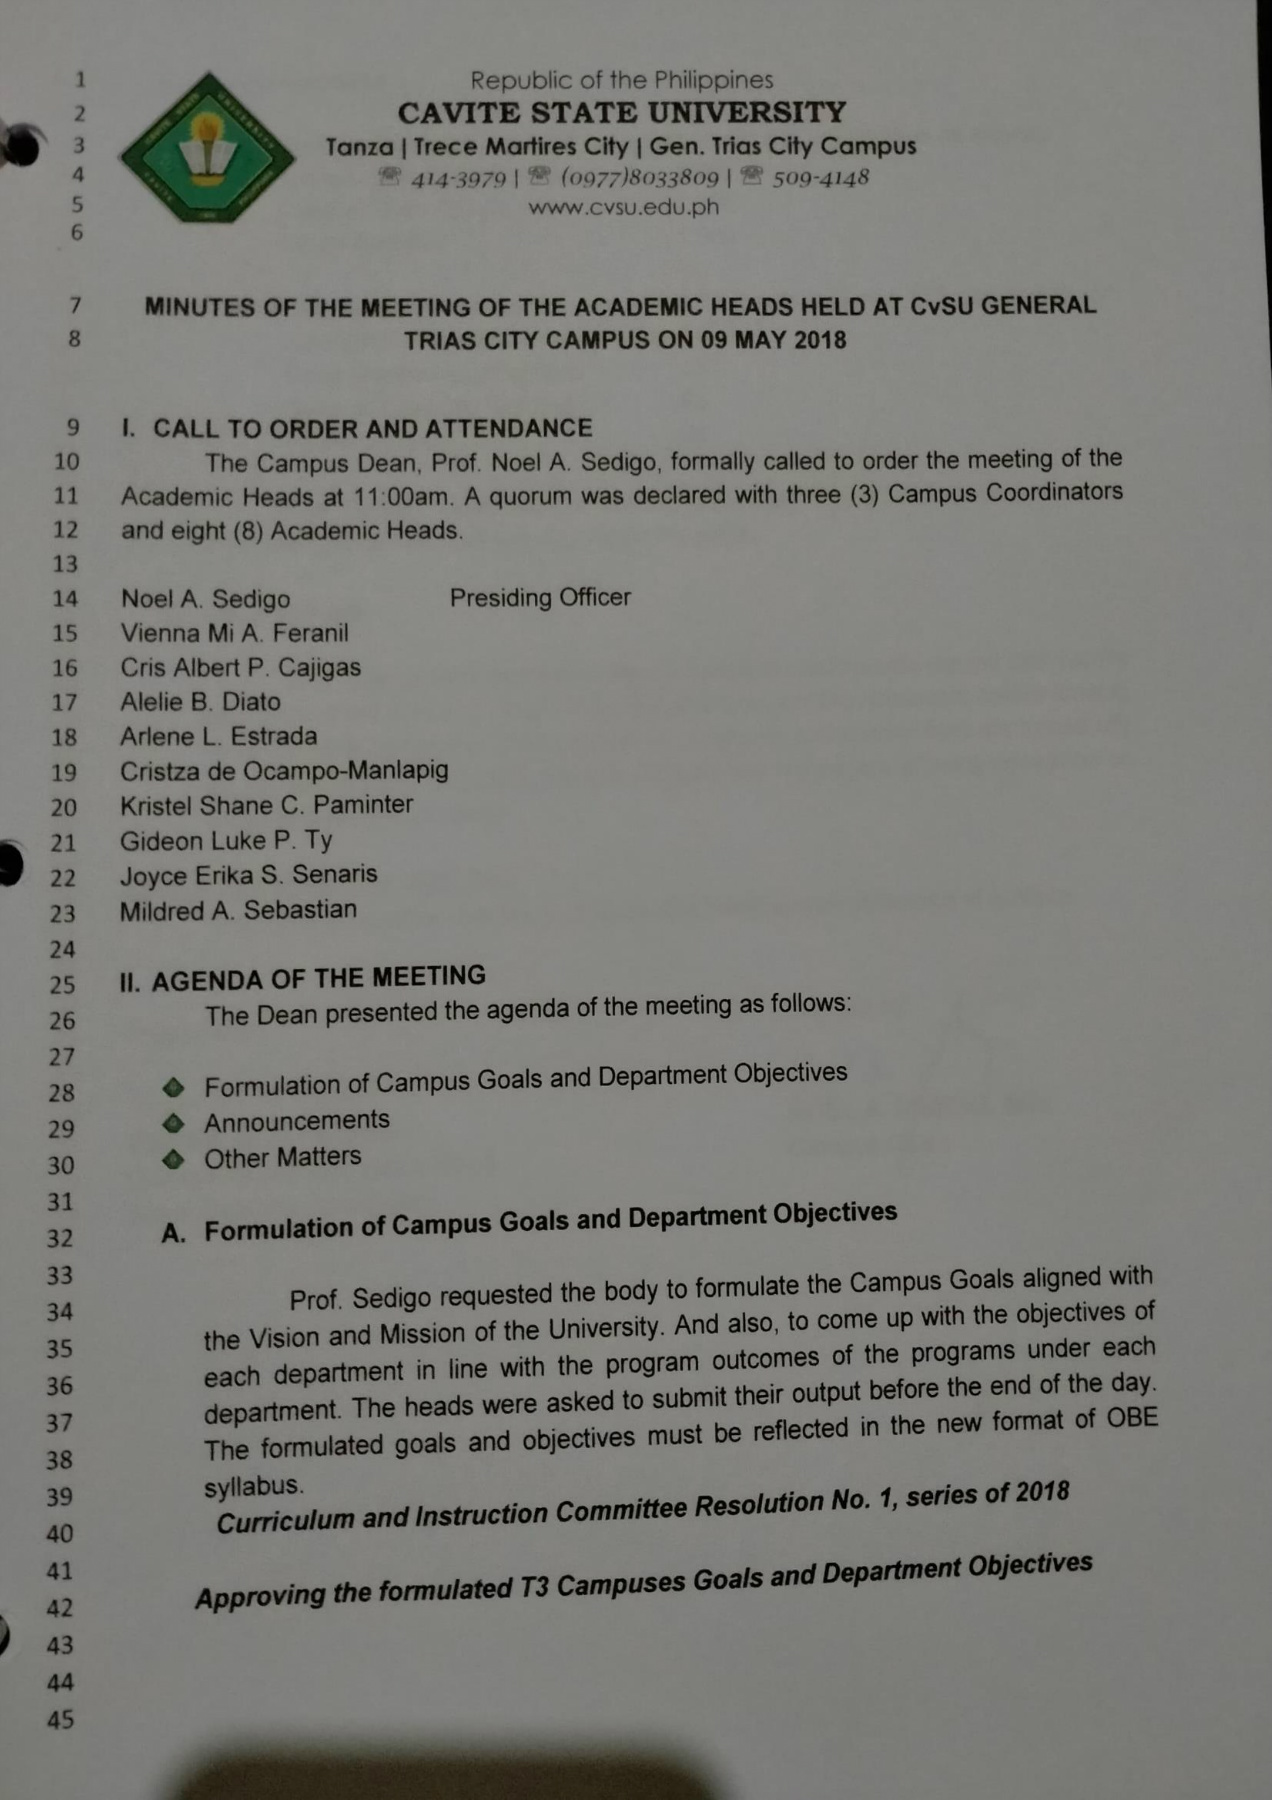 1
2
3
4
5
6
Republic of the Philippines
CAVITE STATE UNIVERSITY
Tanza | Trece Martires City | Gen. Trias City Campus
☏ 414-3979 | ☏ (0977)8033809 | ☏ 509-4148
www.cvsu.edu.ph
7 MINUTES OF THE MEETING OF THE ACADEMIC HEADS HELD AT CvSU GENERAL
8 TRIAS CITY CAMPUS ON 09 MAY 2018
9 I. CALL TO ORDER AND ATTENDANCE
10 The Campus Dean, Prof. Noel A. Sedigo, formally called to order the meeting of the
11 Academic Heads at 11:00am. A quorum was declared with three (3) Campus Coordinators
12 and eight (8) Academic Heads.
13
14 Noel A. Sedigo Presiding Officer
15 Vienna Mi A. Feranil
16 Cris Albert P. Cajigas
17 Alelie B. Diato
18 Arlene L. Estrada
19 Cristza de Ocampo-Manlapig
20 Kristel Shane C. Paminter
21 Gideon Luke P. Ty
22 Joyce Erika S. Senaris
23 Mildred A. Sebastian
24
25 II. AGENDA OF THE MEETING
26 The Dean presented the agenda of the meeting as follows:
27
28 Formulation of Campus Goals and Department Objectives
29 Announcements
30 Other Matters
31
32 A. Formulation of Campus Goals and Department Objectives
33
34 Prof. Sedigo requested the body to formulate the Campus Goals aligned with
35 the Vision and Mission of the University. And also, to come up with the objectives of
36 each department in line with the program outcomes of the programs under each
37 department. The heads were asked to submit their output before the end of the day.
38 The formulated goals and objectives must be reflected in the new format of OBE
39 syllabus.
40 Curriculum and Instruction Committee Resolution No. 1, series of 2018
41
42 Approving the formulated T3 Campuses Goals and Department Objectives
43
44
45